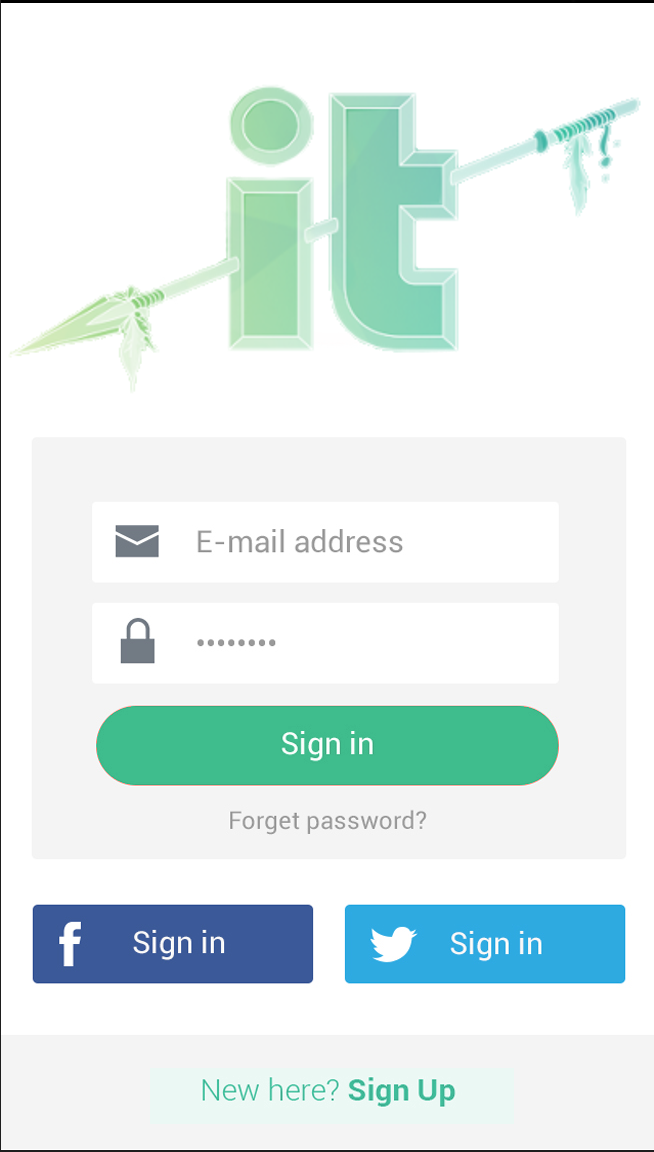 it
E-mail address
••••••••
Sign in
Forget password?
f Sign in
Sign in
New here? Sign Up